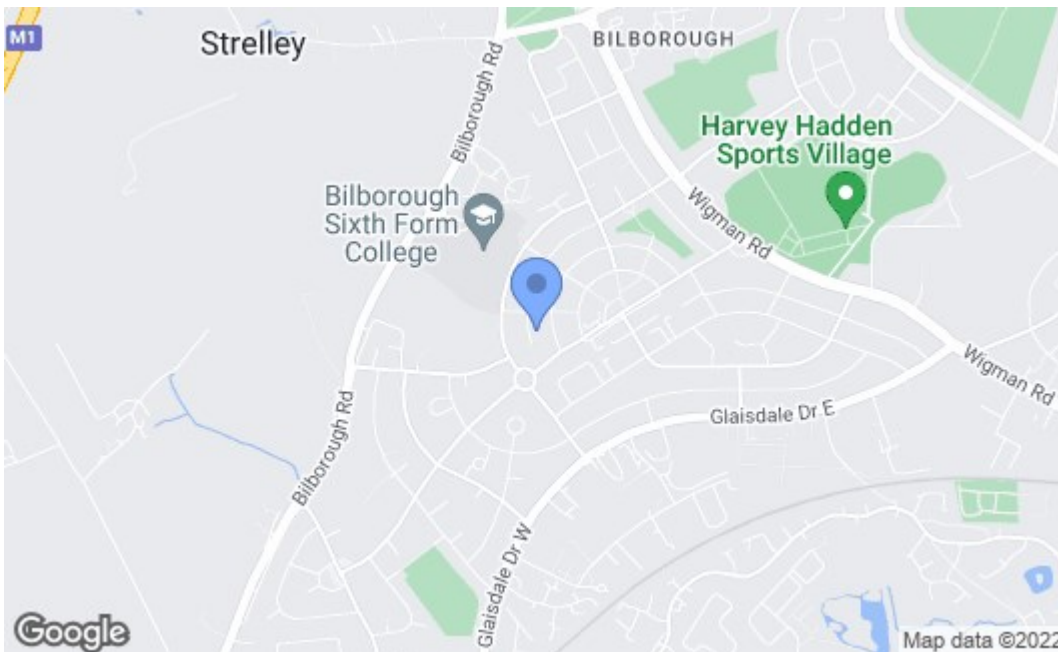 M1
Strelley
BILBOROUGH
Bilborough Rd
Harvey Hadden
Sports Village
Bilborough
Sixth Form
College
Wigman Rd
Wigman Rd
Glaisdale Dr E
Bilborough Rd
Glaisdale Dr W
Google
Map data ©2022